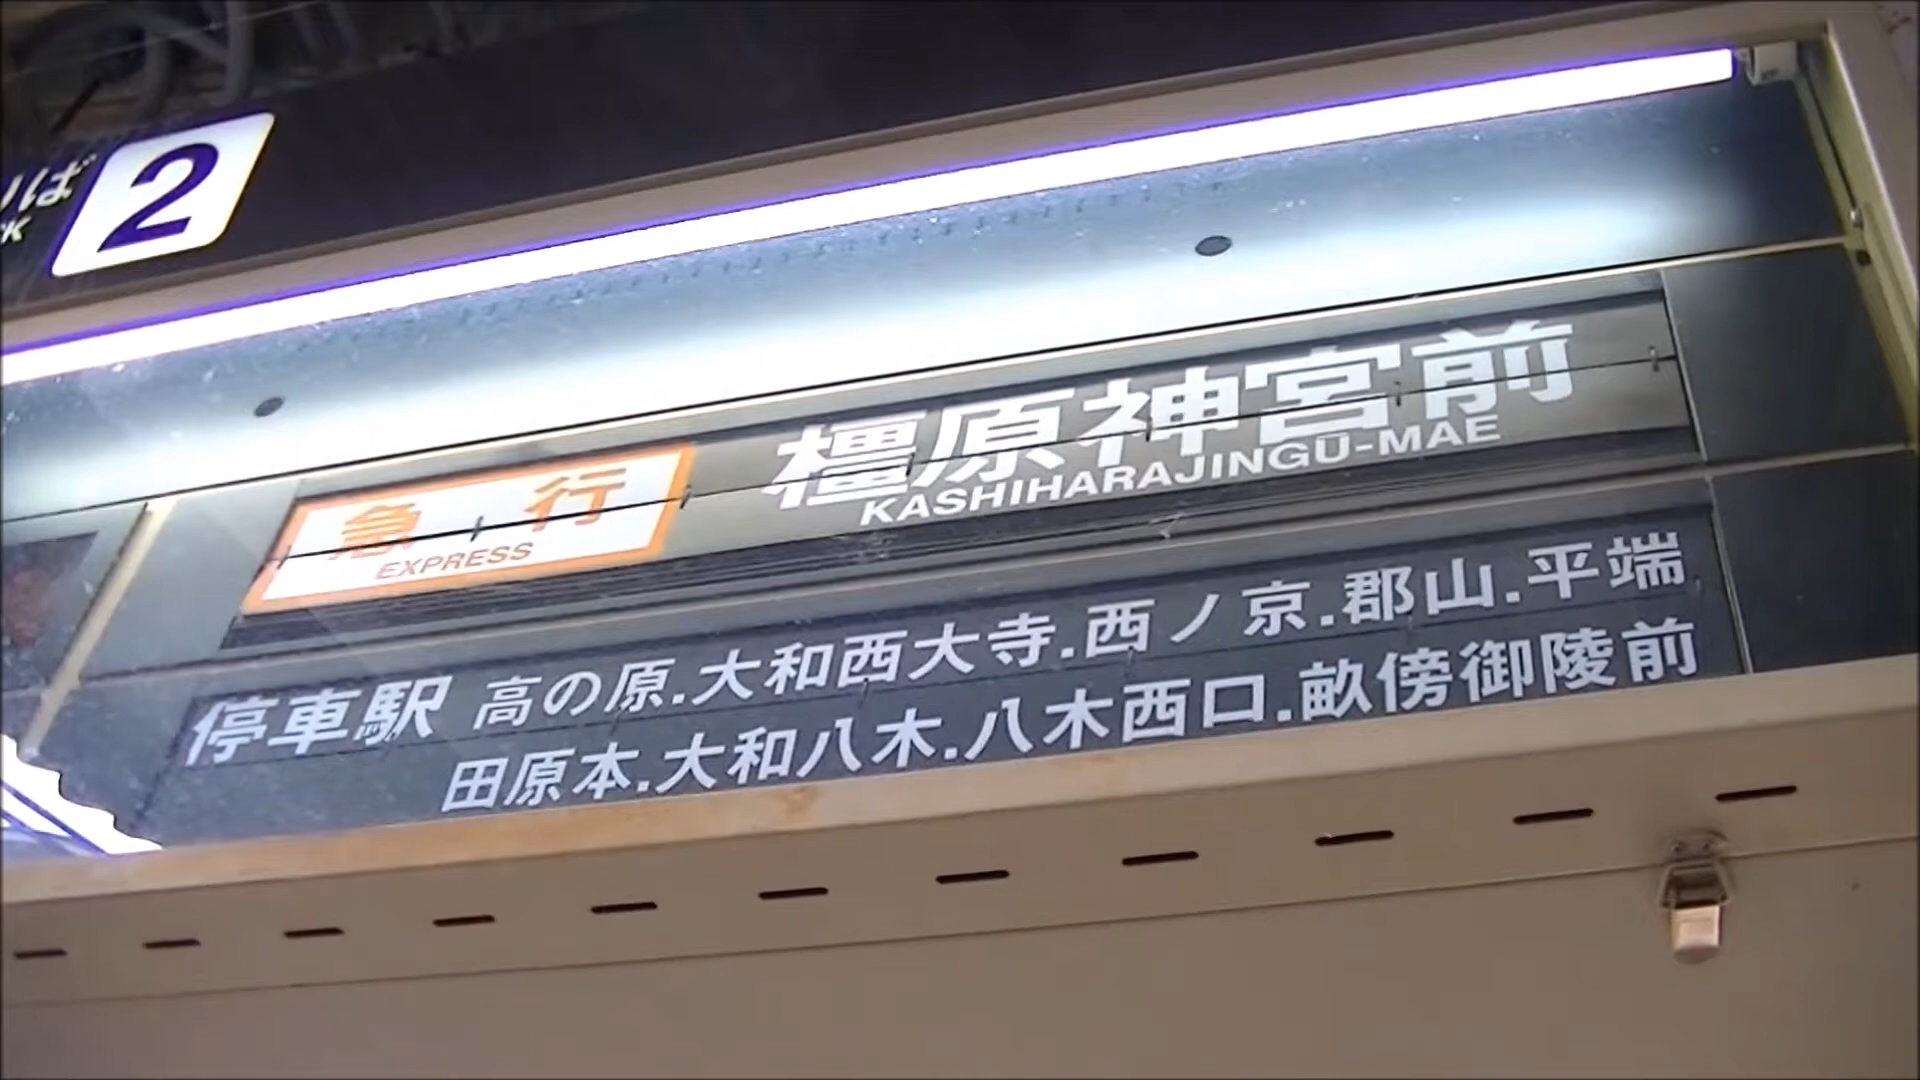 りば
2
急行
EXPRESS
橿原神宮前
KASHIHARAJINGŪ-MAE
停車駅 高の原.大和西大寺.西ノ京.郡山.平端
田原本.大和八木.八木西口.畝傍御陵前